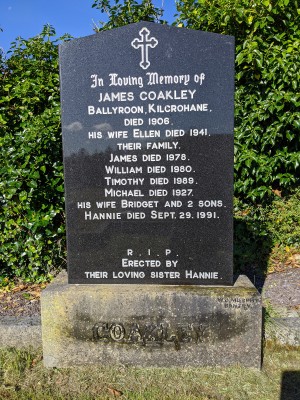 In Loving Memory of
JAMES COAKLEY
BALLYROON, KILCROHANE.
DIED 1908,
HIS WIFE ELLEN DIED 1941.
THEIR FAMILY.
JAMES DIED 1978.
WILLIAM DIED 1980.
TIMOTHY DIED 1989.
MICHAEL DIED 1927,
HIS WIFE BRIDGET AND 2 SONS.
HANNIE DIED SEPT. 29. 1991.
R. I. P.
ERECTED BY
THEIR LOVING SISTER HANNIE.
BANTRY
COAKLEY